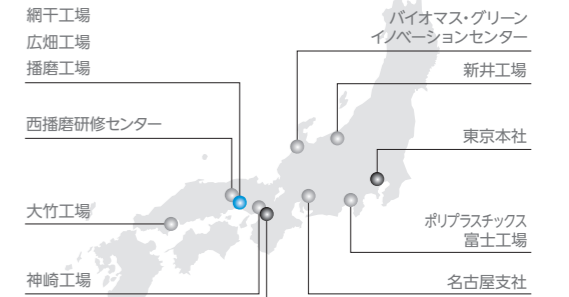 網干工場
広畑工場
播磨工場
西播磨研修センター
大竹工場
神崎工場
バイオマス・グリーン
イノベーションセンター
新井工場
東京本社
ポリプラスチックス
富士工場
名古屋支社